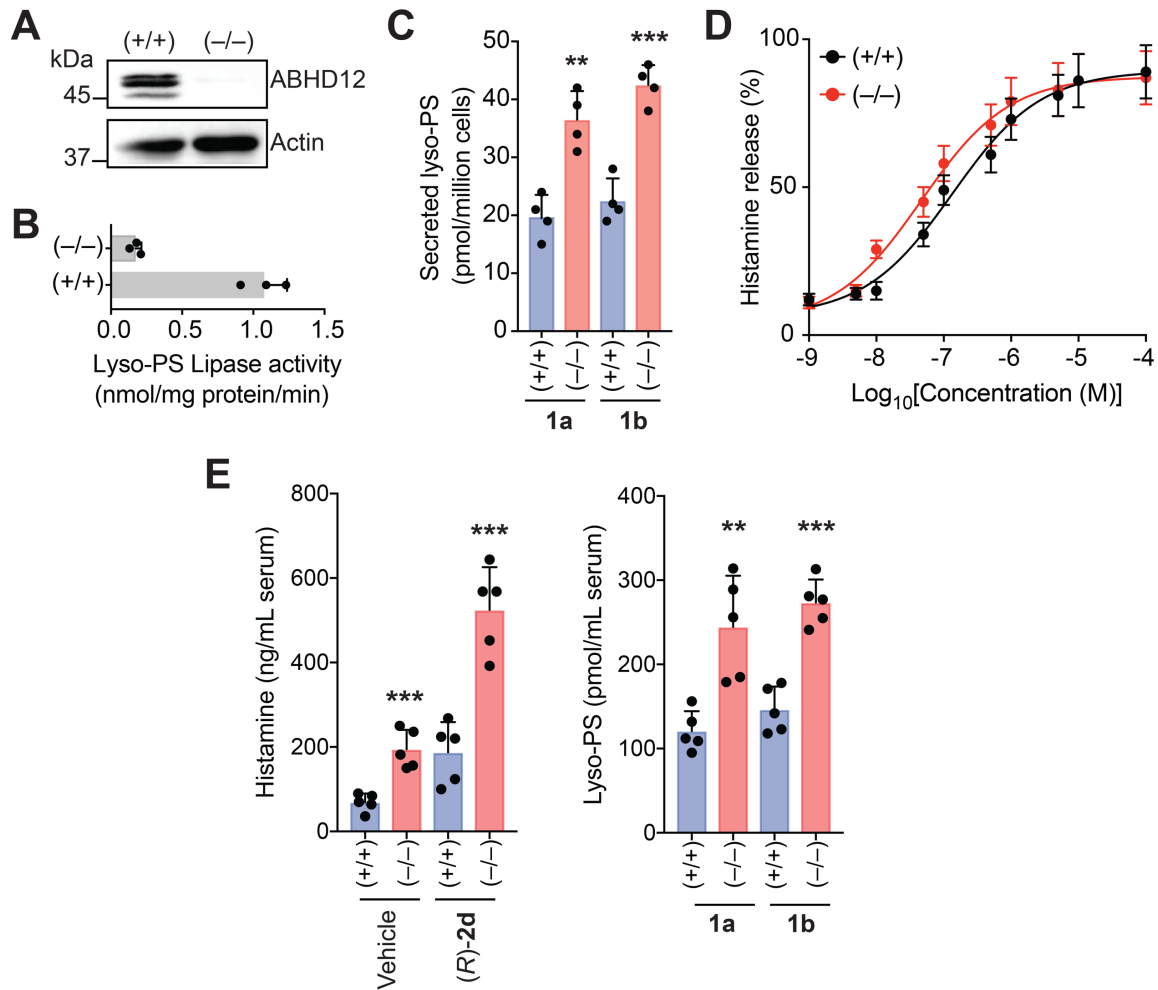 A
(+/+) (–/–)
kDa
45
ABHD12
37
Actin
B
(–/–)
(+/+)
0.0 0.5 1.0 1.5
Lyso-PS Lipase activity
(nmol/mg protein/min)
C
Secreted lyso-PS
(pmol/million cells)
50
40
30
20
10
0
** ***
(+/+) (–/–) (+/+) (–/–)
1a 1b
D
Histamine release (%)
100
50
0
(+/+)
(–/–)
-9 -8 -7 -6 -5 -4
Log10[Concentration (M)]
E
Histamine (ng/mL serum)
800
600
400
200
0
*** ***
(+/+) (–/–) (+/+) (–/–)
Vehicle (R)-2d
Lyso-PS (pmol/mL serum)
400
300
200
100
0
** ***
(+/+) (–/–) (+/+) (–/–)
1a 1b